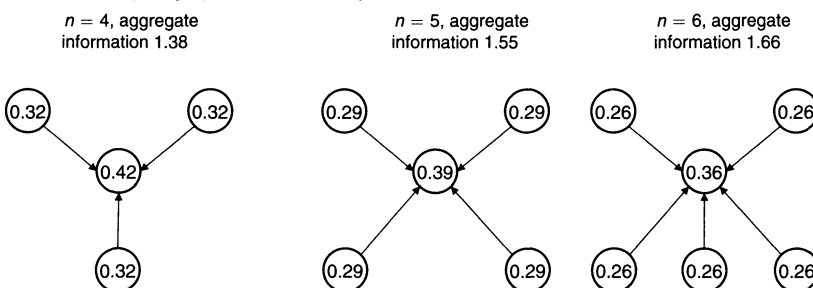 n = 4, aggregate
information 1.38
n = 5, aggregate
information 1.55
n = 6, aggregate
information 1.66
0.32 0.32 0.29 0.29 0.26 0.26
0.42 0.39 0.36
0.32 0.29 0.29 0.26 0.26 0.26